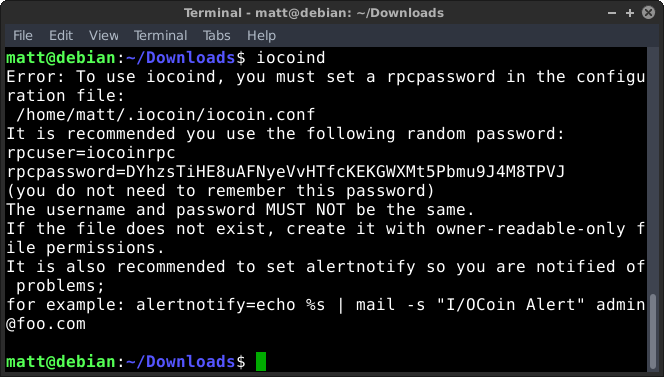 Terminal - matt@debian: ~/Downloads
File Edit View Terminal Tabs Help
matt@debian:~/Downloads$ iocoind
Error: To use iocoind, you must set a rpcpassword in the configu
ration file:
 /home/matt/.iocoin/iocoin.conf
It is recommended you use the following random password:
rpcuser=iocoinrpc
rpcpassword=DYhzsTiHE8uAFNyeVvHTfcKEKGWXMt5Pbmu9J4M8TPVJ
(you do not need to remember this password)
The username and password MUST NOT be the same.
If the file does not exist, create it with owner-readable-only f
ile permissions.
It is also recommended to set alertnotify so you are notified of
 problems;
for example: alertnotify=echo %s | mail -s "I/OCoin Alert" admin
@foo.com
matt@debian:~/Downloads$